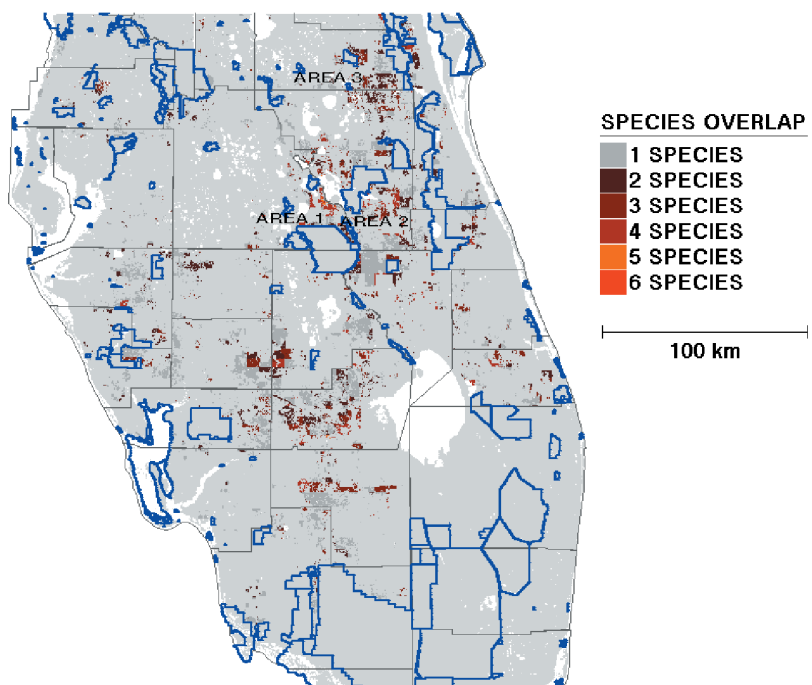 AREA 3
AREA 1
AREA 2
SPECIES OVERLAP
1 SPECIES
2 SPECIES
3 SPECIES
4 SPECIES
5 SPECIES
6 SPECIES
100 km